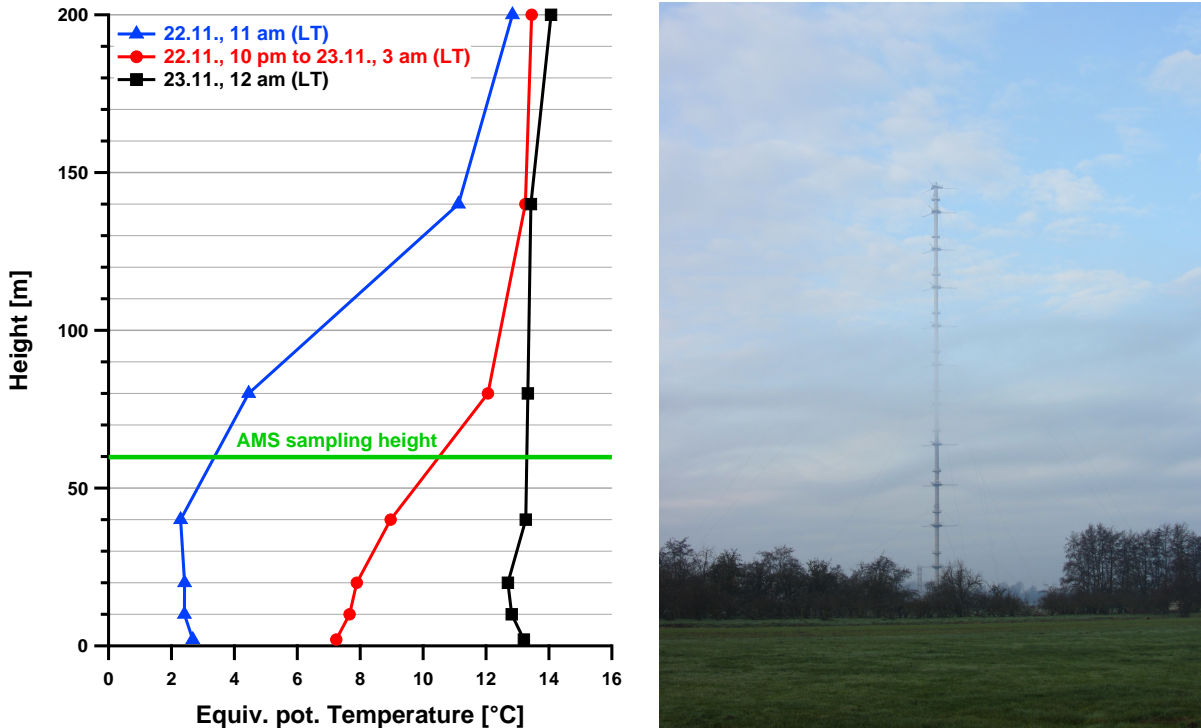 200
150
100
50
0
Height [m]
22.11., 11 am (LT)
22.11., 10 pm to 23.11., 3 am (LT)
23.11., 12 am (LT)
AMS sampling height
0 2 4 6 8 10 12 14 16
Equiv. pot. Temperature [°C]